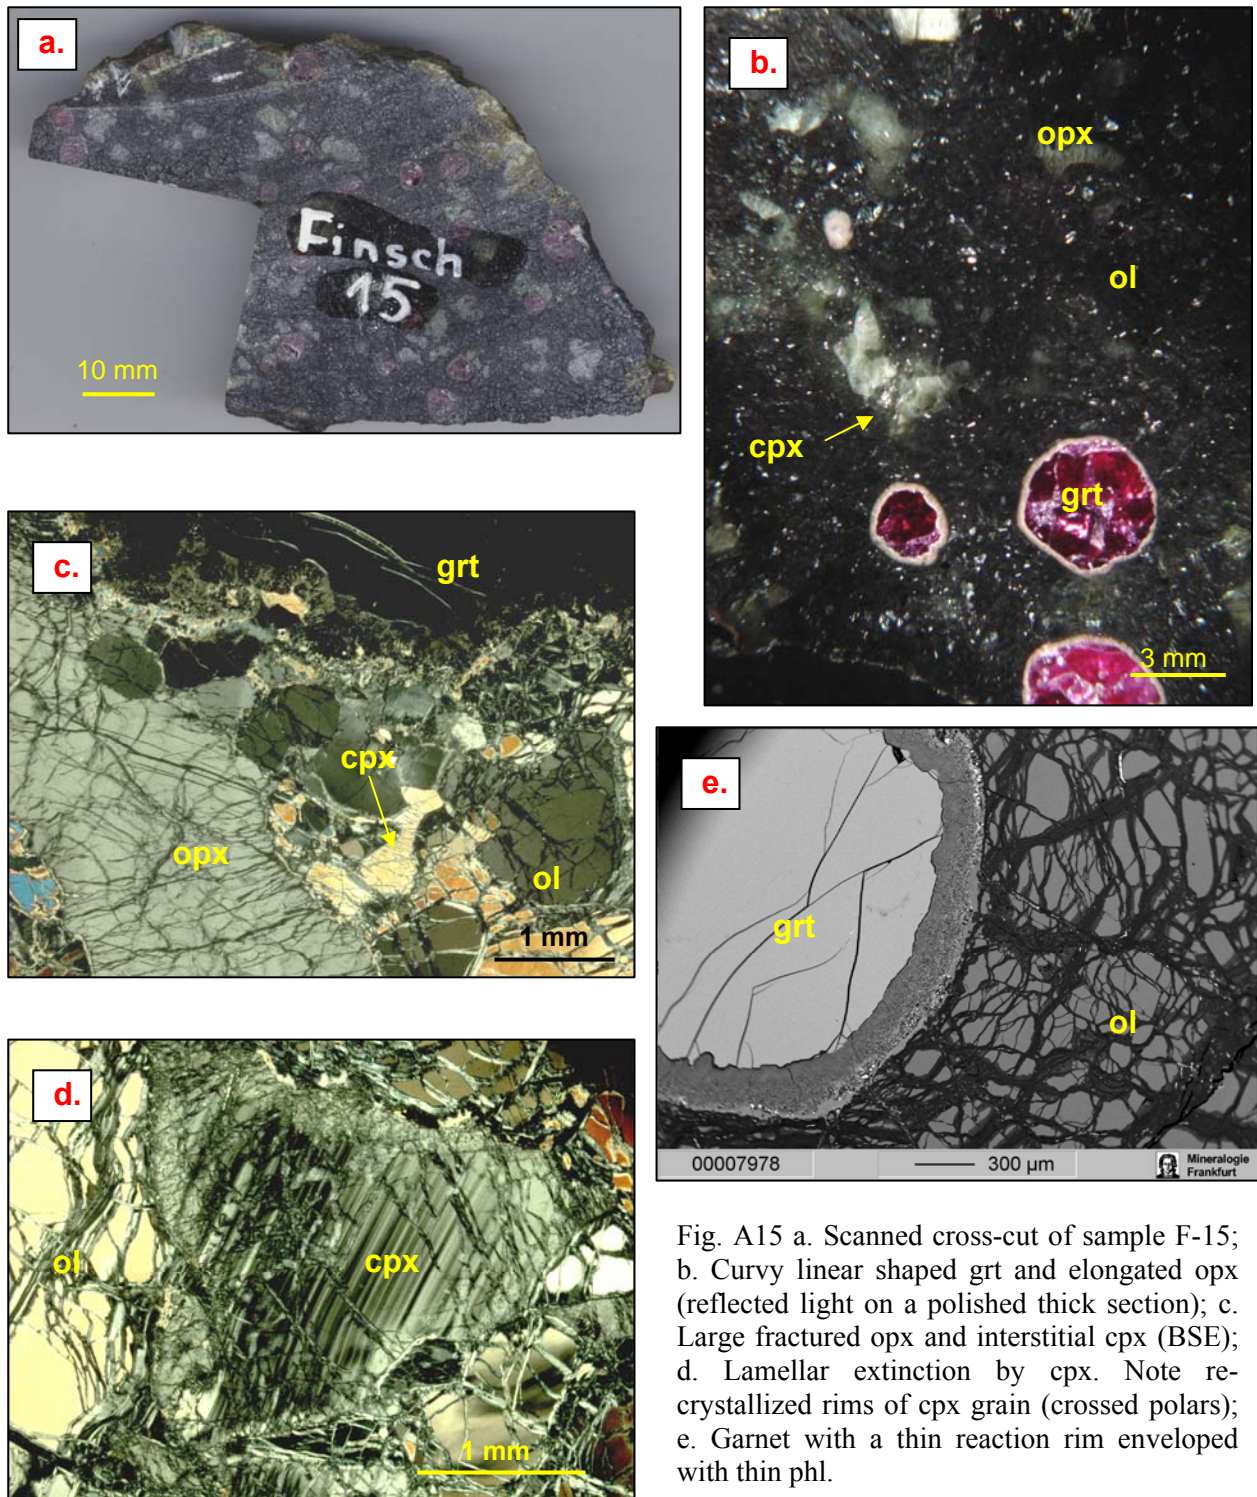 a.
Finsch
15
10 mm
b.
opx
ol
cpx
grt
3 mm
c.
grt
cpx
opx
ol
1 mm
d.
ol
cpx
1 mm
e.
grt
ol
00007978
300 µm
Mineralogie
Frankfurt
Fig. A15 a. Scanned cross-cut of sample F-15;
b. Curvy linear shaped grt and elongated opx
(reflected light on a polished thick section); c.
Large fractured opx and interstitial cpx (BSE);
d. Lamellar extinction by cpx. Note re-
crystallized rims of cpx grain (crossed polars);
e. Garnet with a thin reaction rim enveloped
with thin phl.